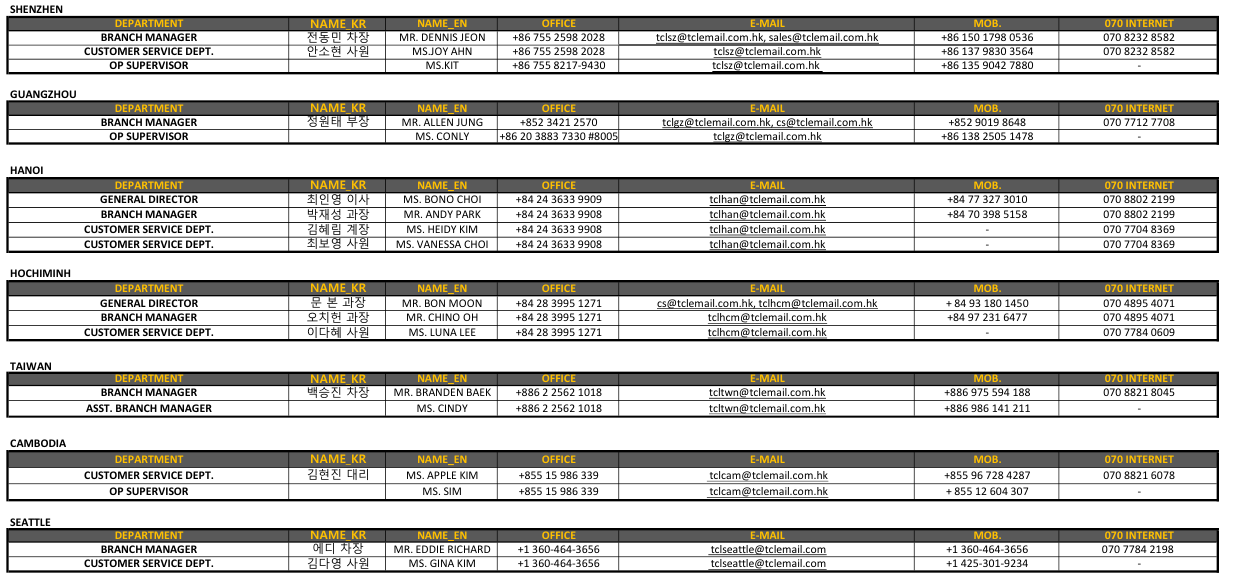 SHENZHEN
DEPARTMENT NAME_KR NAME_EN OFFICE E-MAIL MOB. 070 INTERNET
BRANCH MANAGER 전동민 차장 MR. DENNIS JEON +86 755 2598 2028 tclsz@tclemail.com.hk, sales@tclemail.com.hk +86 150 1798 0536 070 8232 8582
CUSTOMER SERVICE DEPT. 안소현 사원 MS.JOY AHN +86 755 2598 2028 tclsz@tclemail.com.hk +86 137 9830 3564 070 8232 8582
OP SUPERVISOR MS.KIT +86 755 8217-9430 tclsz@tclemail.com.hk +86 135 9042 7880 -
GUANGZHOU
DEPARTMENT NAME_KR NAME_EN OFFICE E-MAIL MOB. 070 INTERNET
BRANCH MANAGER 정원태 부장 MR. ALLEN JUNG +852 3421 2570 tclgz@tclemail.com.hk, cs@tclemail.com.hk +852 9019 8648 070 7712 7708
OP SUPERVISOR MS. CONLY +86 20 3883 7330 #8005 tclgz@tclemail.com.hk +86 138 2505 1478 -
HANOI
DEPARTMENT NAME_KR NAME_EN OFFICE E-MAIL MOB. 070 INTERNET
GENERAL DIRECTOR 최인영 이사 MS. BONO CHOI +84 24 3633 9909 tclhan@tclemail.com.hk +84 77 327 3010 070 8802 2199
BRANCH MANAGER 박재성 과장 MR. ANDY PARK +84 24 3633 9908 tclhan@tclemail.com.hk +84 70 398 5158 070 8802 2199
CUSTOMER SERVICE DEPT. 김혜림 계장 MS. HEIDY KIM +84 24 3633 9908 tclhan@tclemail.com.hk - 070 7704 8369
CUSTOMER SERVICE DEPT. 최보영 사원 MS. VANESSA CHOI +84 24 3633 9908 tclhan@tclemail.com.hk - 070 7704 8369
HOCHIMINH
DEPARTMENT NAME_KR NAME_EN OFFICE E-MAIL MOB. 070 INTERNET
GENERAL DIRECTOR 문 본 과장 MR. BON MOON +84 28 3995 1271 cs@tclemail.com.hk, tclhcm@tclemail.com.hk + 84 93 180 1450 070 4895 4071
BRANCH MANAGER 오치헌 과장 MR. CHINO OH +84 28 3995 1271 tclhcm@tclemail.com.hk +84 97 231 6477 070 4895 4071
CUSTOMER SERVICE DEPT. 이다혜 사원 MS. LUNA LEE +84 28 3995 1271 tclhcm@tclemail.com.hk - 070 7784 0609
TAIWAN
DEPARTMENT NAME_KR NAME_EN OFFICE E-MAIL MOB. 070 INTERNET
BRANCH MANAGER 백승진 차장 MR. BRANDEN BAEK +886 2 2562 1018 tcltwn@tclemail.com.hk +886 975 594 188 070 8821 8045
ASST. BRANCH MANAGER MS. CINDY +886 2 2562 1018 tcltwn@tclemail.com.hk +886 986 141 211 -
CAMBODIA
DEPARTMENT NAME_KR NAME_EN OFFICE E-MAIL MOB. 070 INTERNET
CUSTOMER SERVICE DEPT. 김현진 대리 MS. APPLE KIM +855 15 986 339 tclcam@tclemail.com.hk +855 96 728 4287 070 8821 6078
OP SUPERVISOR MS. SIM +855 15 986 339 tclcam@tclemail.com.hk + 855 12 604 307 -
SEATTLE
DEPARTMENT NAME_KR NAME_EN OFFICE E-MAIL MOB. 070 INTERNET
BRANCH MANAGER 에디 차장 MR. EDDIE RICHARD +1 360-464-3656 tclseattle@tclemail.com +1 360-464-3656 070 7784 2198
CUSTOMER SERVICE DEPT. 김다영 사원 MS. GINA KIM +1 360-464-3656 tclseattle@tclemail.com +1 425-301-9234